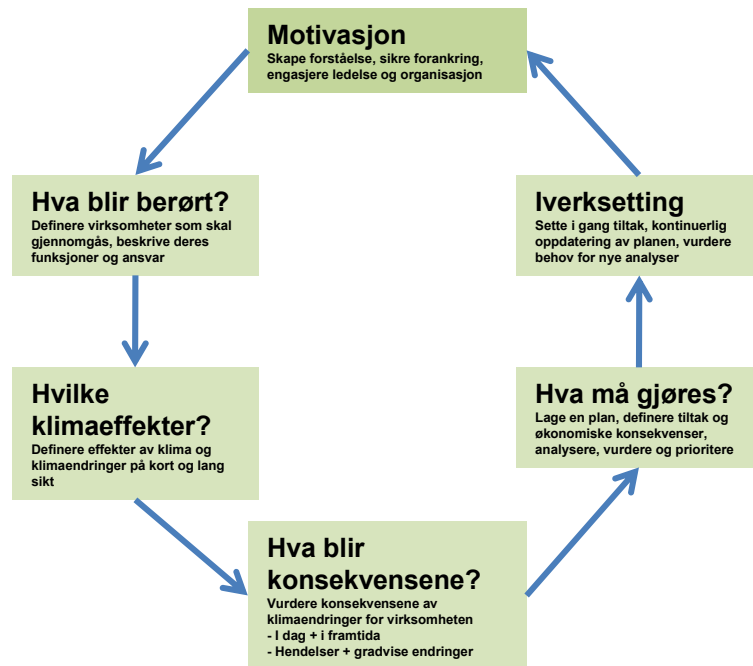 Motivasjon
Skape forståelse, sikre forankring,
engasjere ledelse og organisasjon
Hva blir berørt?
Definere virksomheter som skal
gjennomgås, beskrive deres
funksjoner og ansvar
Hvilke
klimaeffekter?
Definere effekter av klima og
klimaendringer på kort og lang
sikt
Hva blir
konsekvensene?
Vurdere konsekvensene av
klimaendringer for virksomheten
- I dag + i framtida
- Hendelser + gradvise endringer
Hva må gjøres?
Lage en plan, definere tiltak og
økonomiske konsekvenser,
analysere, vurdere og prioritere
Iverksetting
Sette i gang tiltak, kontinuerlig
oppdatering av planen, vurdere
behov for nye analyser